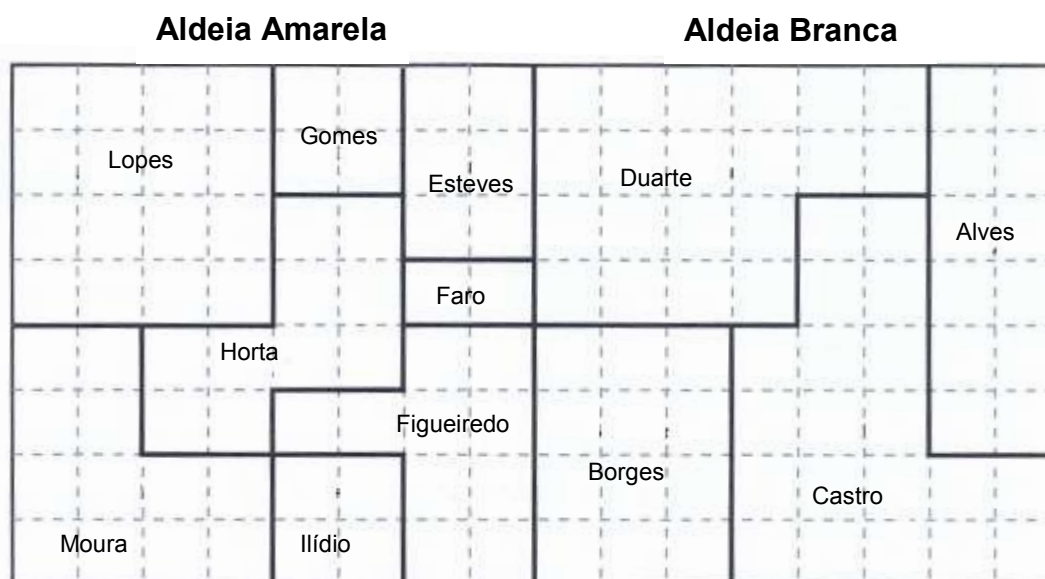 Aldeia Amarela
Aldeia Branca
Gomes
Lopes
Esteves
Duarte
Alves
Faro
Horta
Figueiredo
Borges
Castro
Moura
Ilídio